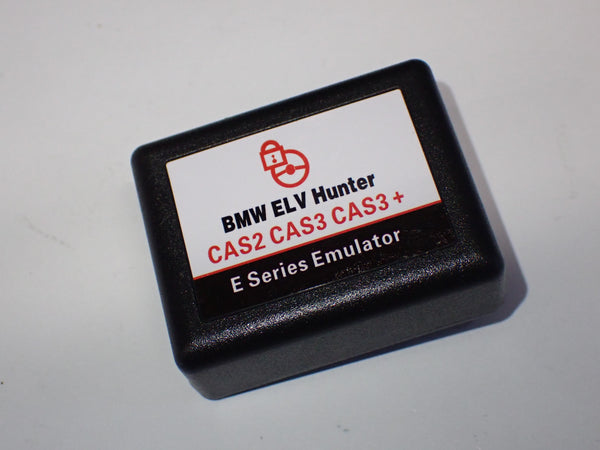 BMW ELV Hunter
CAS2 CAS3 CAS3 +
E Series Emulator